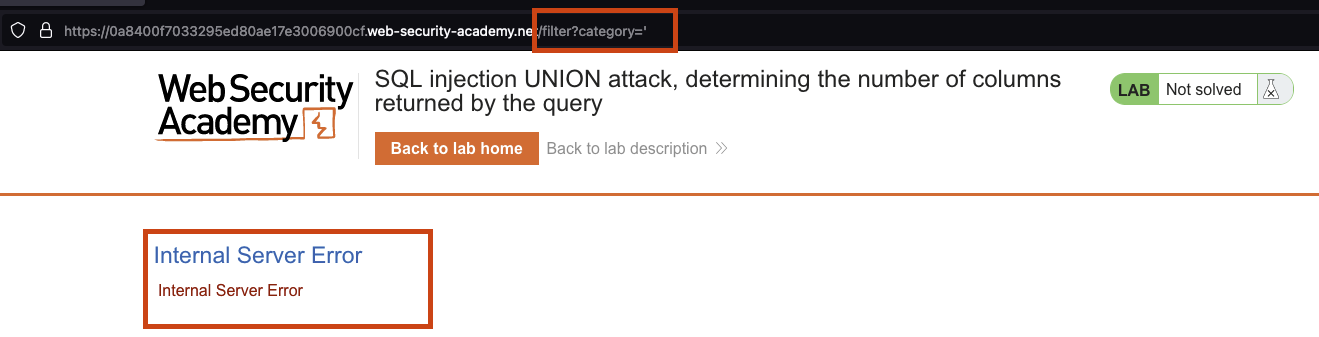 https://0a8400f7033295ed80ae17e3006900cf.web-security-academy.net/filter?category='
WebSecurity
Academy
SQL injection UNION attack, determining the number of columns
returned by the query
LAB Not solved
Back to lab home Back to lab description
Internal Server Error
Internal Server Error